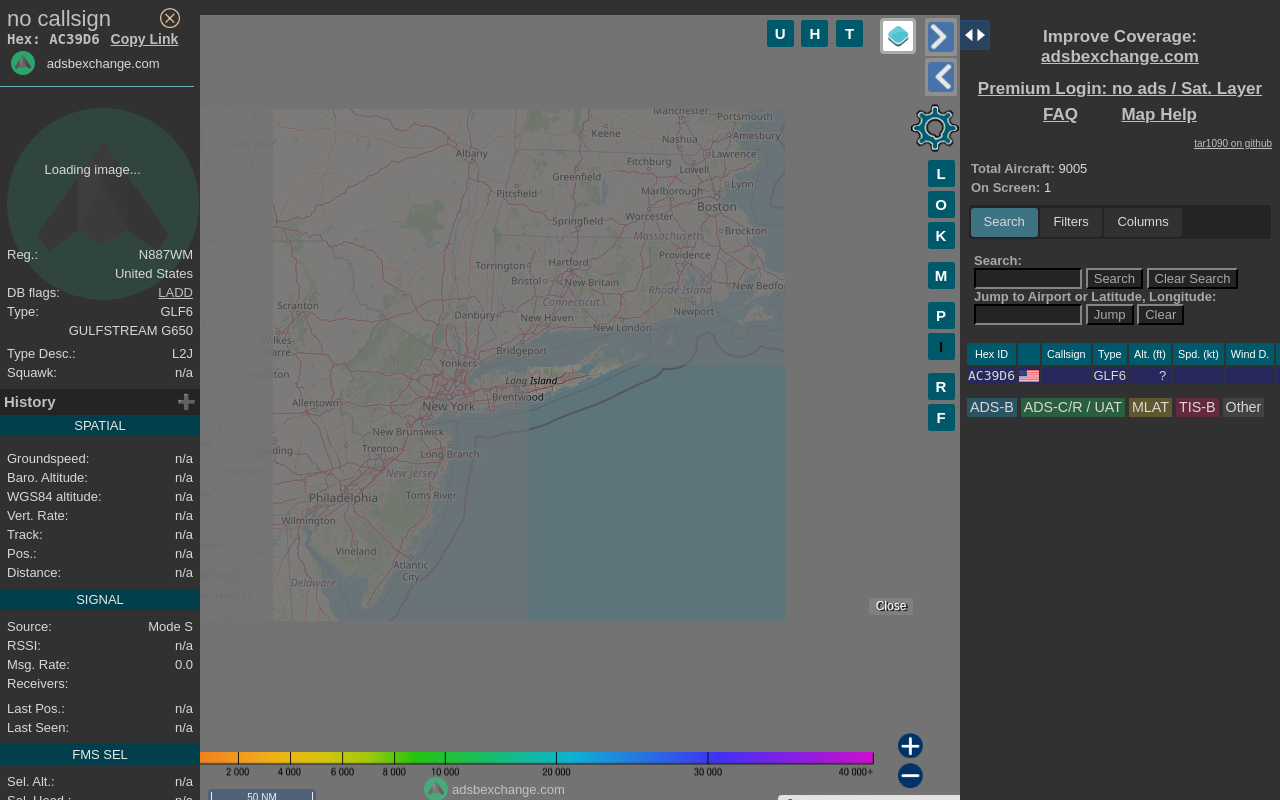 no callsign
Hex: AC39D6 Copy Link
adsbexchange.com
Loading image...
Reg.: N887WM
United States
DB flags: LADD
Type: GLF6
GULFSTREAM G650
Type Desc.: L2J
Squawk: n/a
History
SPATIAL
Groundspeed: n/a
Baro. Altitude: n/a
WGS84 altitude: n/a
Vert. Rate: n/a
Track: n/a
Pos.: n/a
Distance: n/a
SIGNAL
Source: Mode S
RSSI: n/a
Msg. Rate: 0.0
Receivers:
Last Pos.: n/a
Last Seen: n/a
FMS SEL
Sel. Alt.: n/a
Sel. Head.: n/a
U H T
L
O
K
M
P
I
R
F
Manchester
Portsmouth
Keene
Nashua
Amesbury
Albany
Fitchburg
Lawrence
Greenfield
Lowell
Pittsfield
Marlborough
Lynn
Springfield
Worcester
Boston
Massachusetts
Brockton
Torrington
Hartford
Providence
Bristol
New Britain
Rhode Island
New Bedfo
Scranton
Connecticut
Danbury
New Haven
Newport
New London
Bridgeport
Yonkers
Long Island
Brentwood
Allentown
New York
New Brunswick
Trenton
Long Branch
New Jersey
Philadelphia
Toms River
Wilmington
Vineland
Atlantic
City
Delaware
Close
2 000 4 000 6 000 8 000 10 000 20 000 30 000 40 000+
adsbexchange.com
50 NM
Improve Coverage:
adsbexchange.com
Premium Login: no ads / Sat. Layer
FAQ Map Help
tar1090 on github
Total Aircraft: 9005
On Screen: 1
Search Filters Columns
Search:
Search Clear Search
Jump to Airport or Latitude, Longitude:
Jump Clear
Hex ID Callsign Type Alt. (ft) Spd. (kt) Wind D.
AC39D6 GLF6 ?
ADS-B ADS-C/R / UAT MLAT TIS-B Other